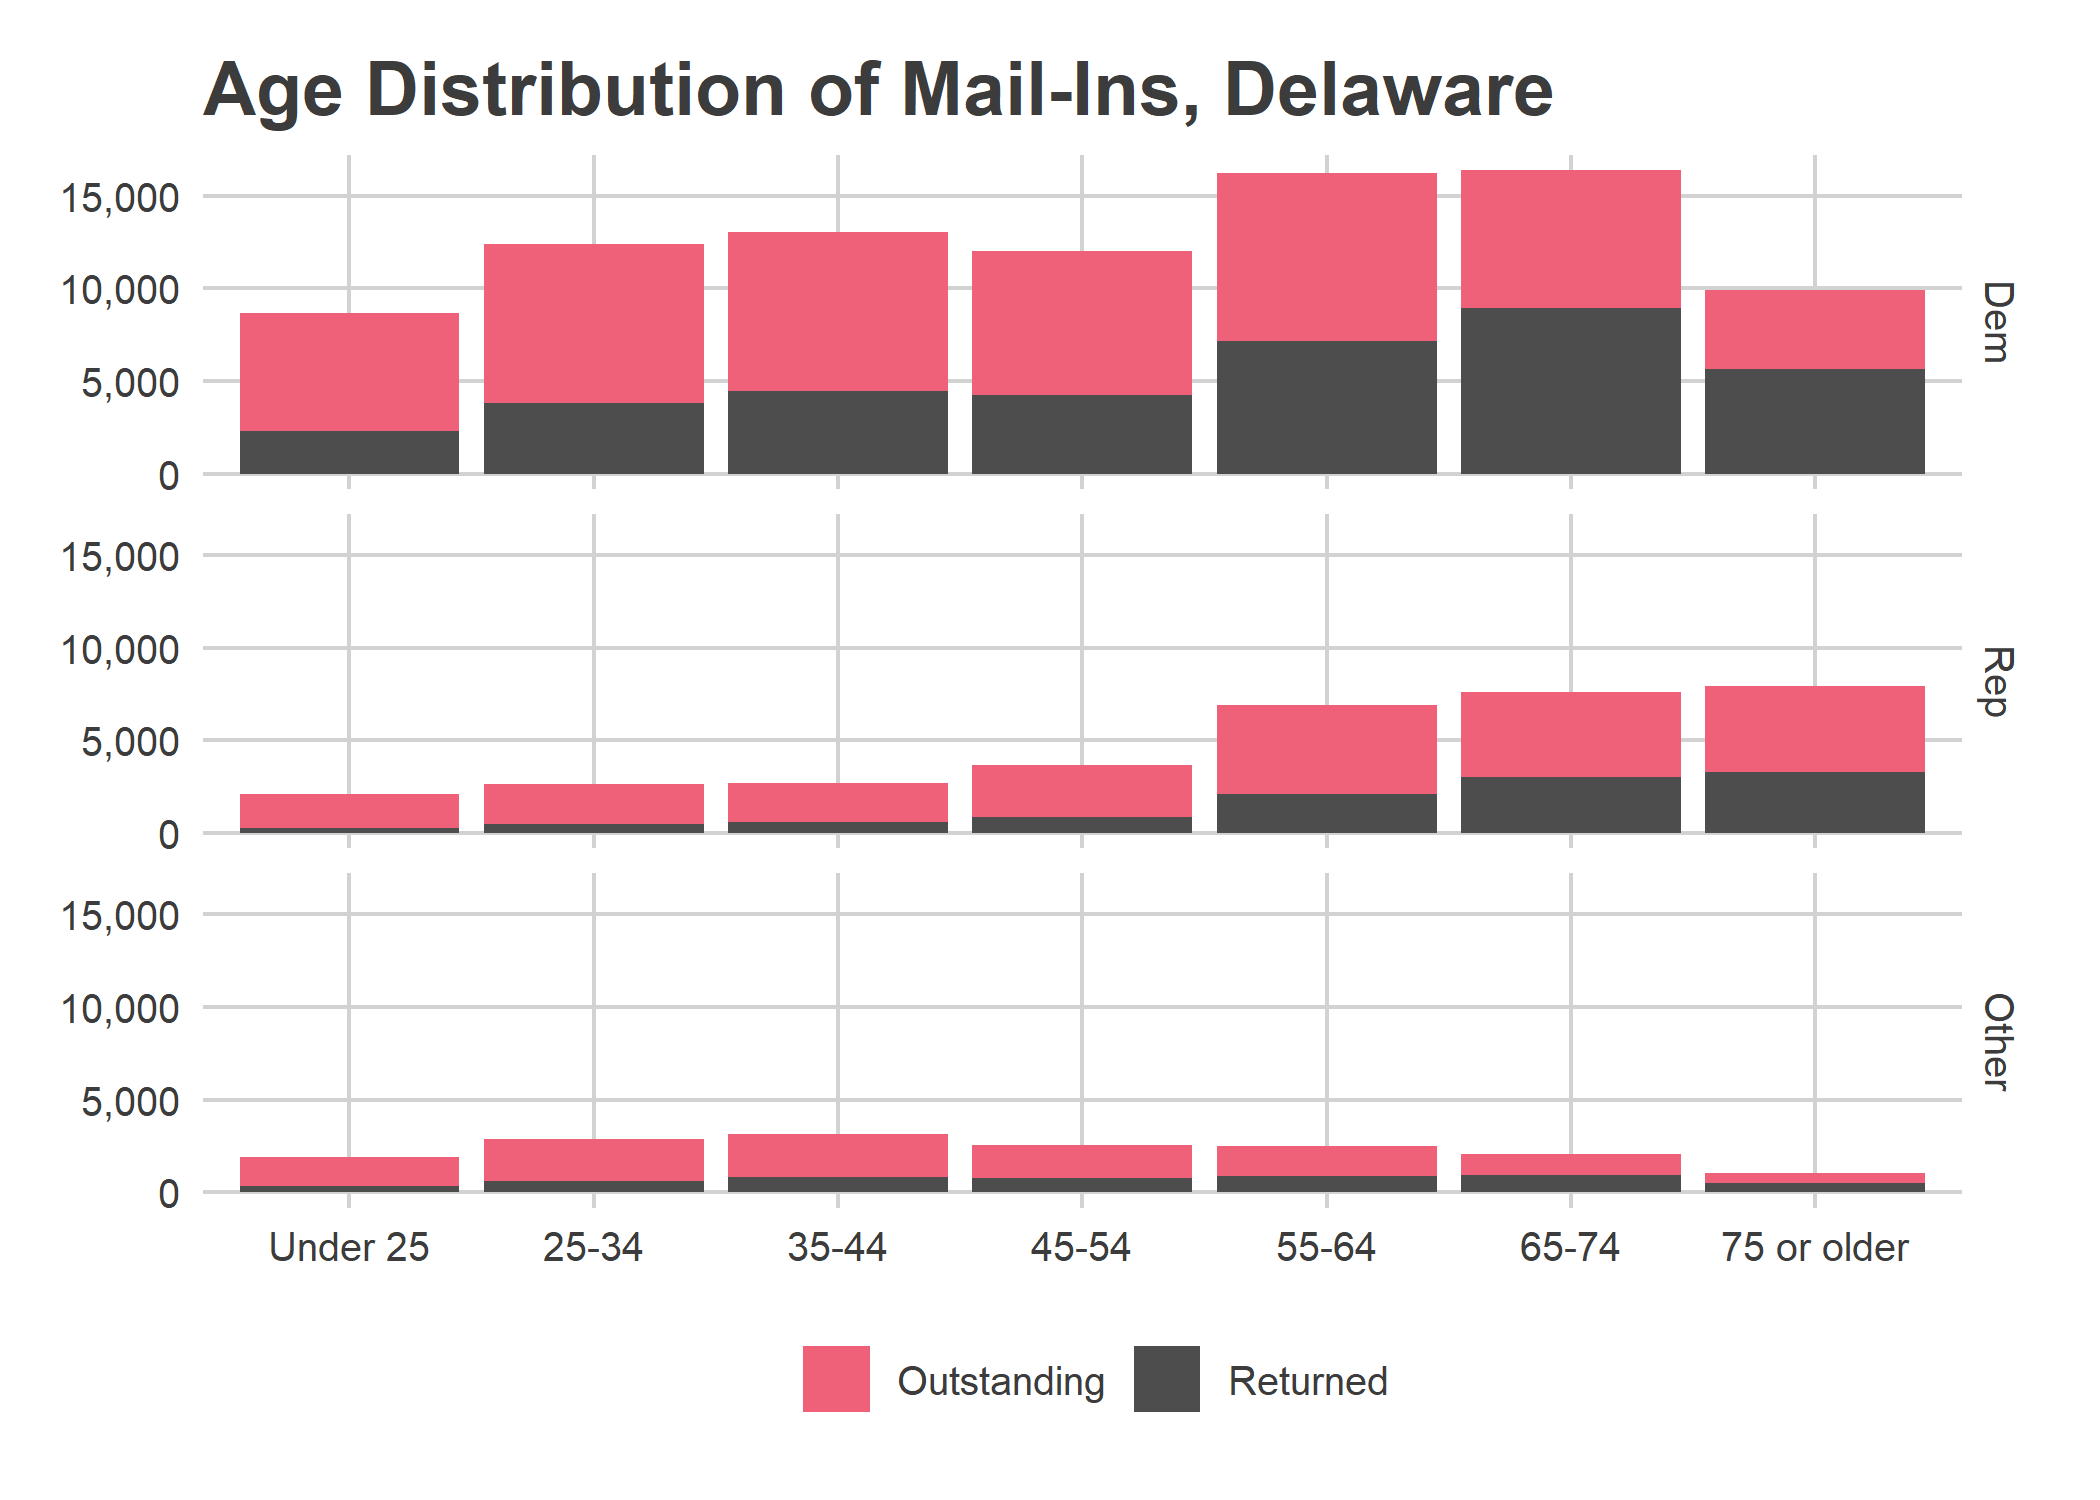 Age Distribution of Mail-Ins, Delaware
15,000
10,000
5,000
0
Dem
15,000
10,000
5,000
0
Rep
15,000
10,000
5,000
0
Other
Under 25 25-34 35-44 45-54 55-64 65-74 75 or older
Outstanding Returned